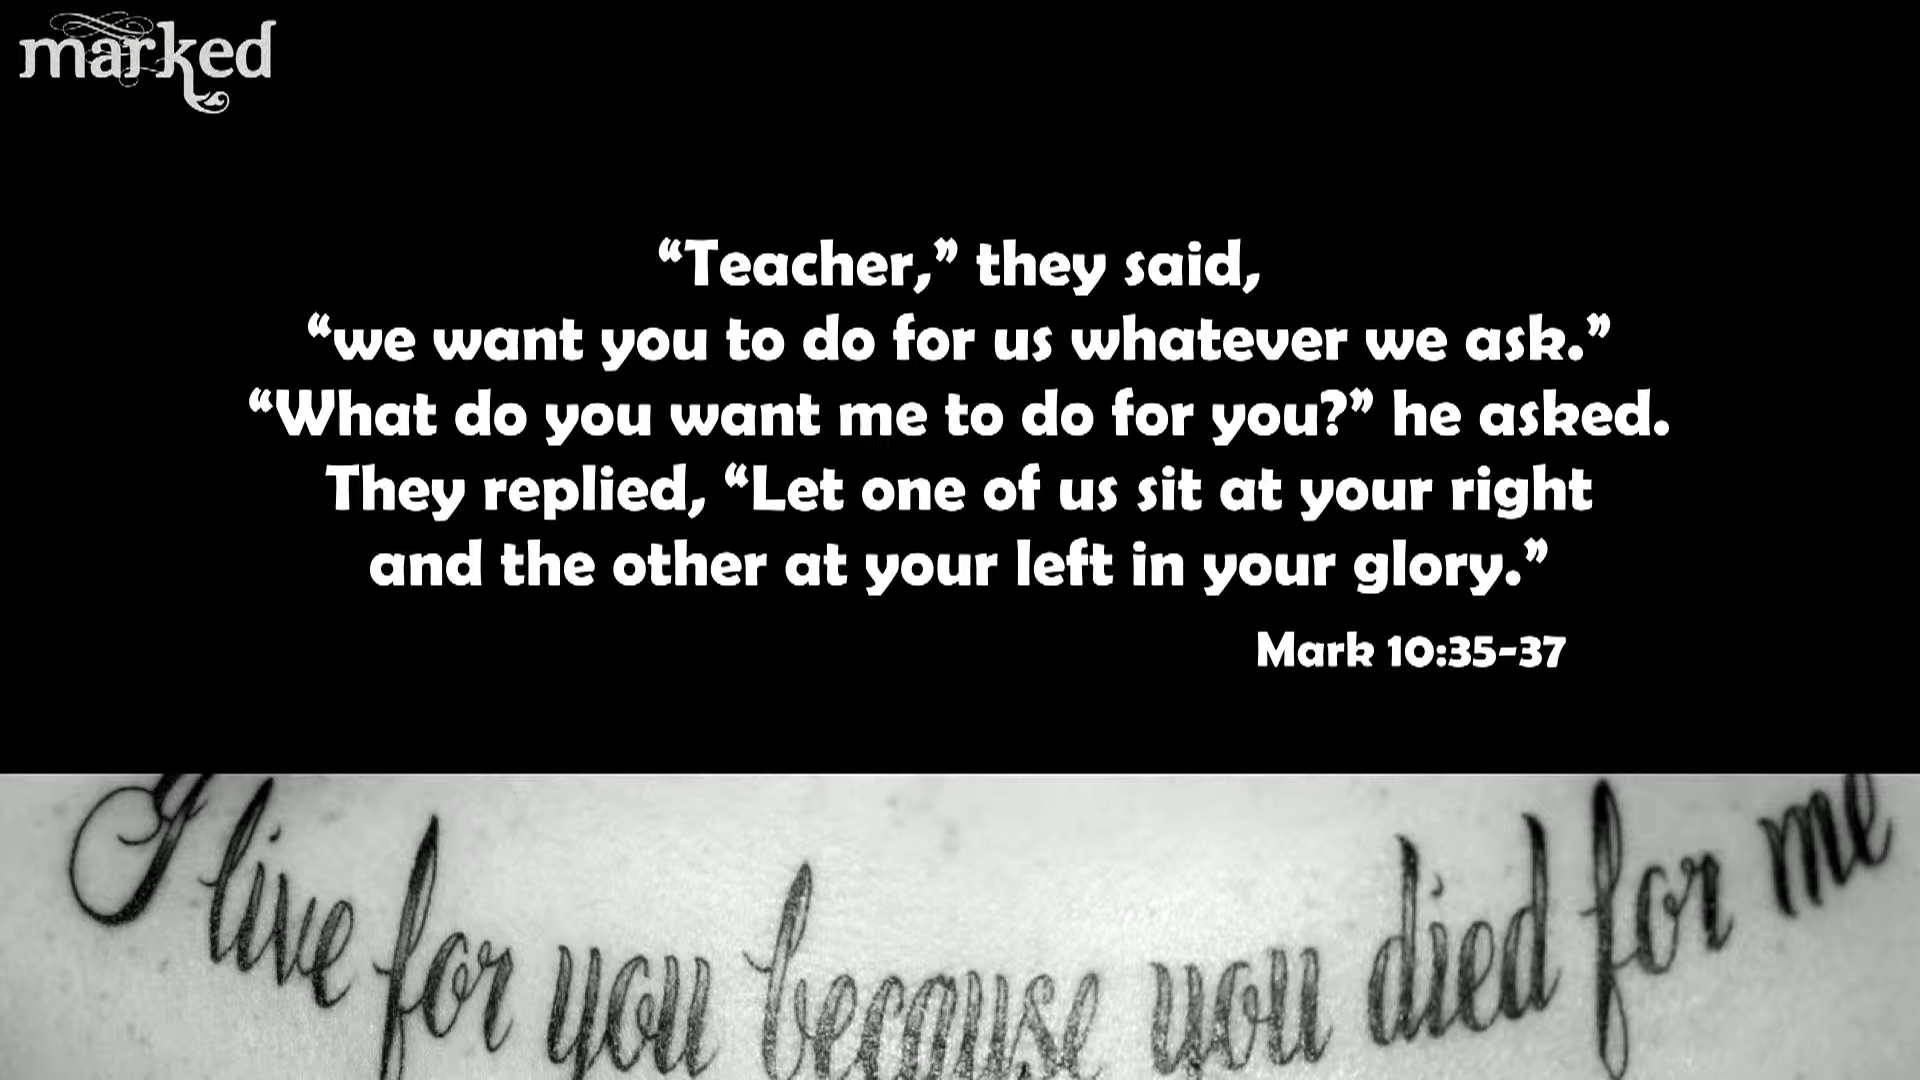 marked
“Teacher,” they said,
“we want you to do for us whatever we ask.”
“What do you want me to do for you?” he asked.
They replied, “Let one of us sit at your right
and the other at your left in your glory.”
Mark 10:35-37
I live for you because you died for me